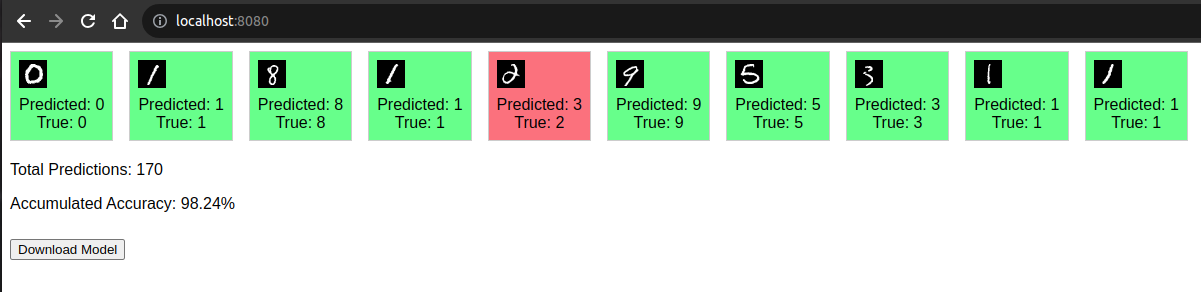 localhost:8080
0 1 8 1 2 9 5 3 1 1
Predicted: 0 Predicted: 1 Predicted: 8 Predicted: 1 Predicted: 3 Predicted: 9 Predicted: 5 Predicted: 3 Predicted: 1 Predicted: 1
True: 0 True: 1 True: 8 True: 1 True: 2 True: 9 True: 5 True: 3 True: 1 True: 1
Total Predictions: 170
Accumulated Accuracy: 98.24%
Download Model